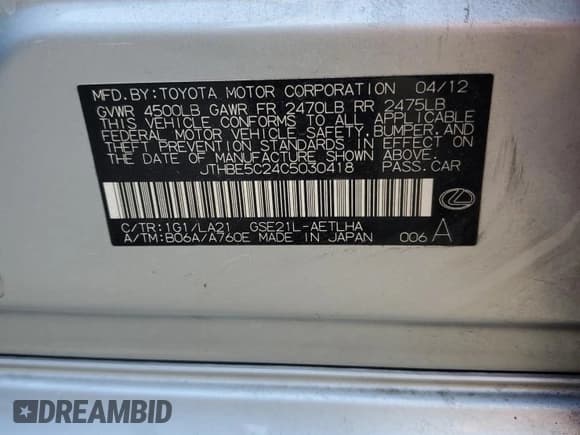 MFD.BY:TOYOTA MOTOR CORPORATION 04/12
GVWR 4500LB GAWR FR 2470LB RR 2475LB
THIS VEHICLE CONFORMS TO ALL APPLICABLE
FEDERAL MOTOR VEHICLE SAFETY,BUMPER,AND
THEFT PREVENTION STANDARDS IN EFFECT ON
THE DATE OF MANUFACTURE SHOWN ABOVE.
JTHBE5C24C5030418 PASS.CAR
C/TR:1G1/LA21 GSE21L-AETLHA
A/TM:B06A/A760E MADE IN JAPAN 006 A
DREAMBID